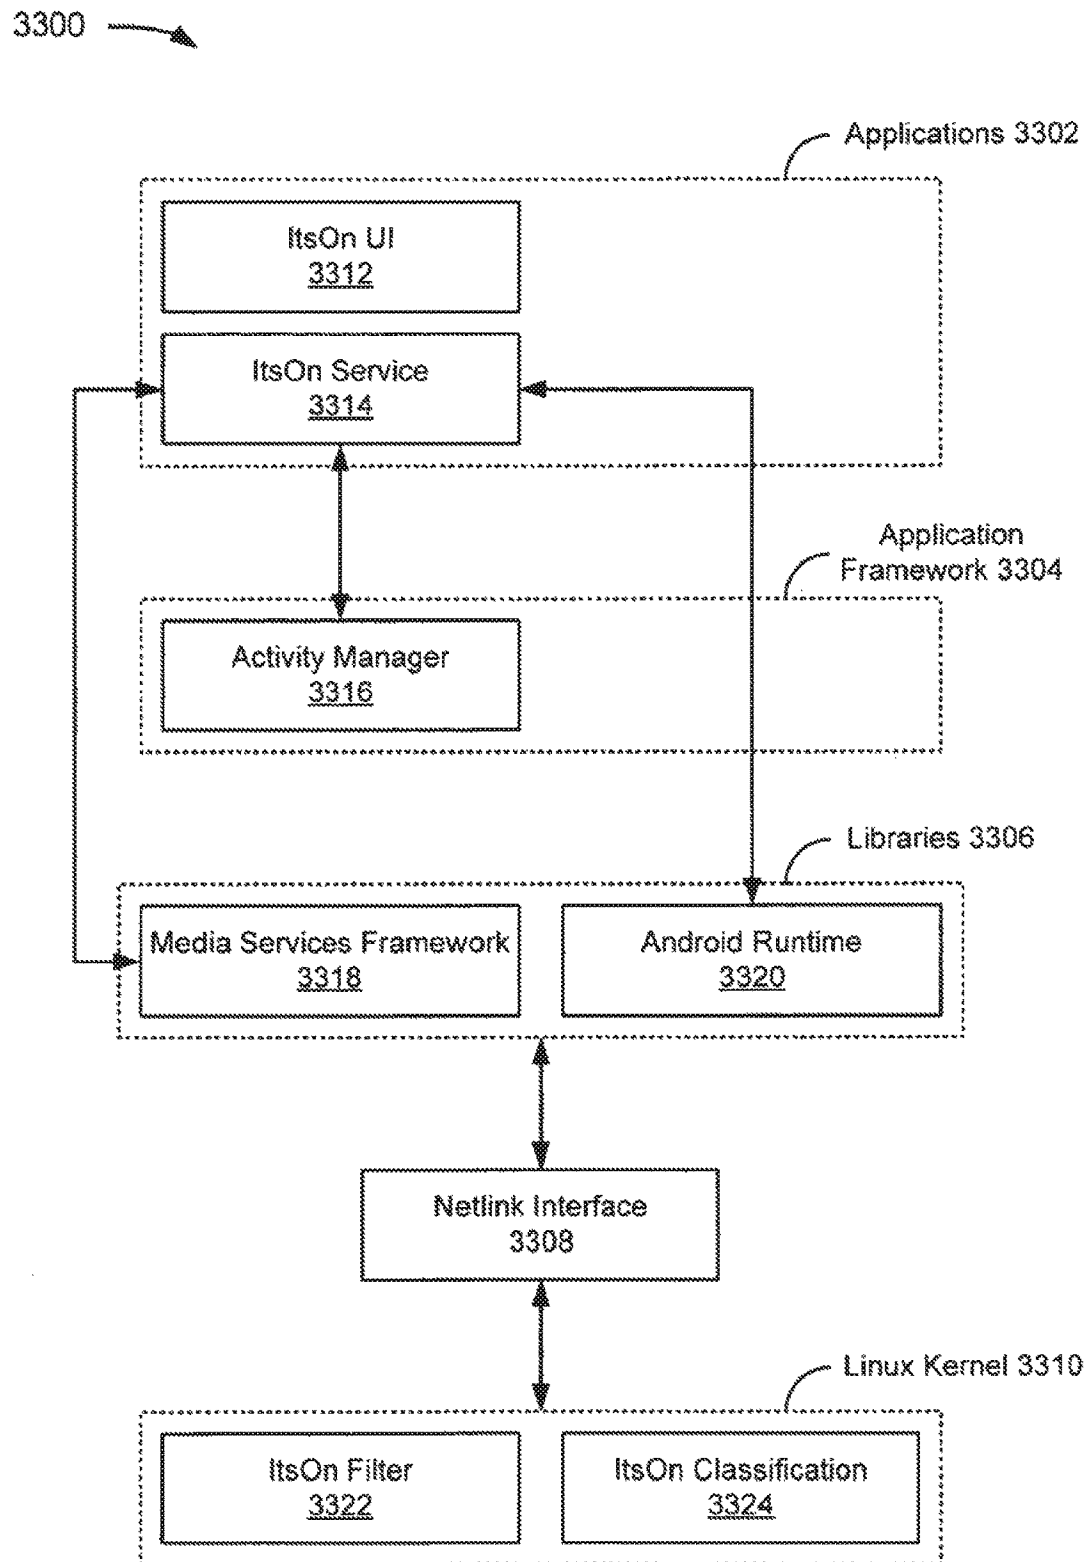 3300
Applications 3302
ItsOn UI
3312
ItsOn Service
3314
Application
Framework 3304
Activity Manager
3316
Libraries 3306
Media Services Framework
3318
Android Runtime
3320
Netlink Interface
3308
Linux Kernel 3310
ItsOn Filter
3322
ItsOn Classification
3324